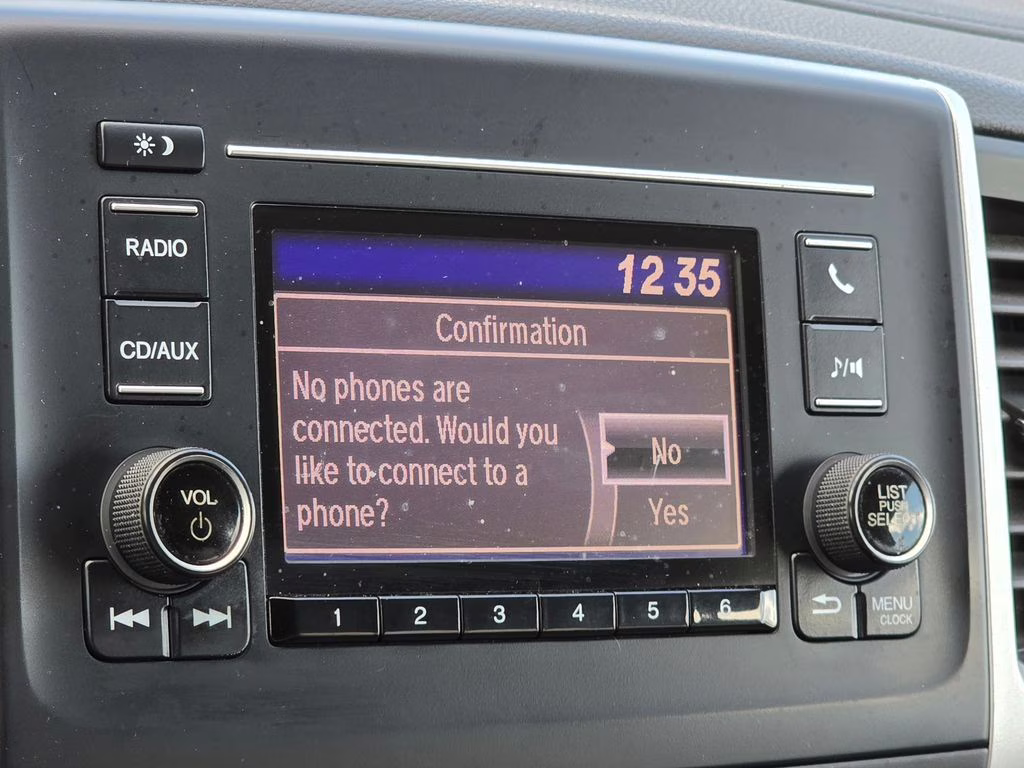 12 35
RADIO
Confirmation
CD/AUX
No phones are
connected. Would you
like to connect to a
phone?
No
Yes
VOL
LIST
PUSH
SELECT
1 2 3 4 5 6
MENU
CLOCK